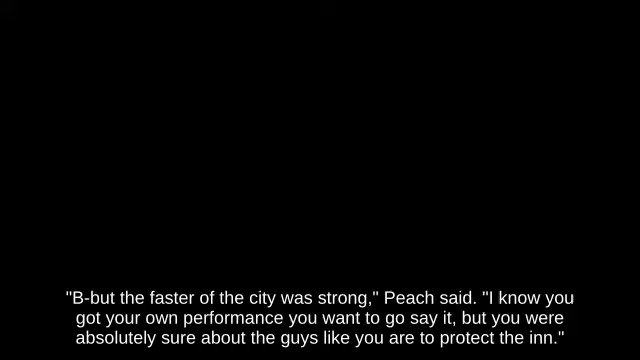 "B-but the faster of the city was strong," Peach said. "I know you
got your own performance you want to go say it, but you were
absolutely sure about the guys like you are to protect the inn."